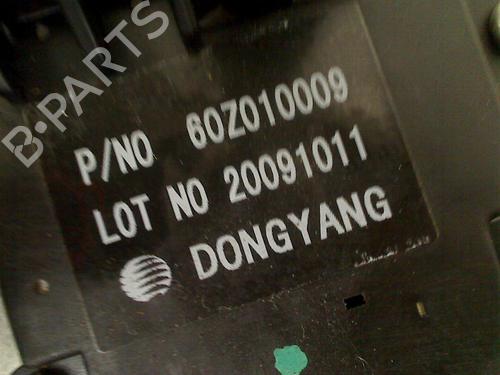 B-PARTS
P/NO 60Z010009
LOT NO 20091011
DONGYANG